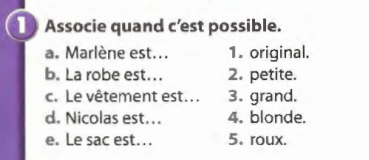 1 Associe quand c'est possible.
a. Marlène est... 1. original.
b. La robe est... 2. petite.
c. Le vêtement est... 3. grand.
d. Nicolas est... 4. blonde.
e. Le sac est... 5. roux.